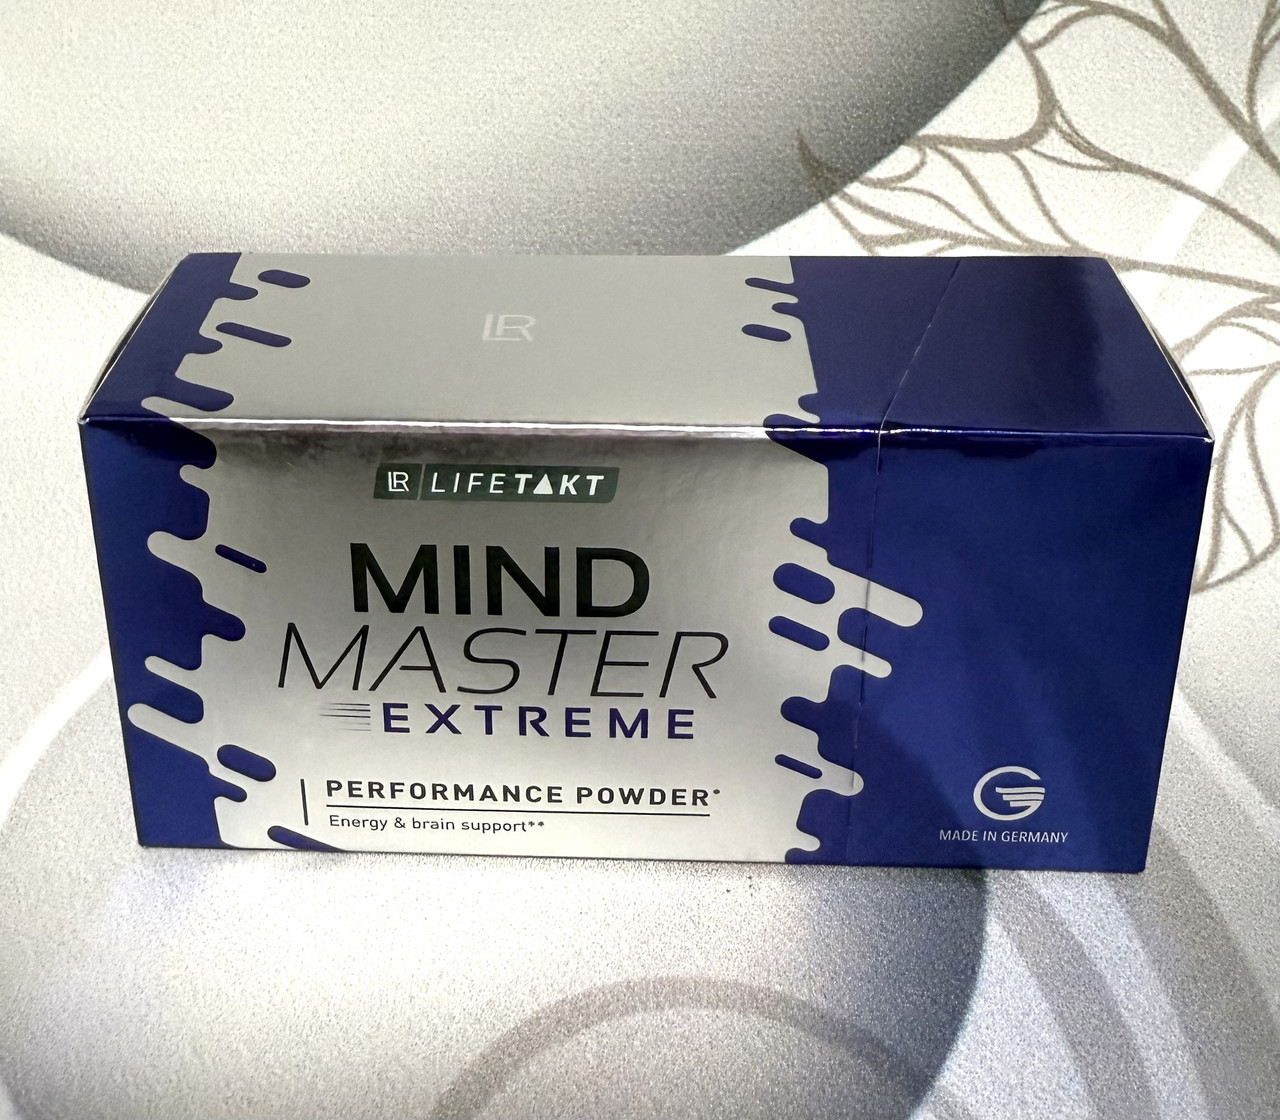 LR
LR LIFETAKT
MIND
MASTER
EXTREME
PERFORMANCE POWDER*
Energy & brain support**
MADE IN GERMANY